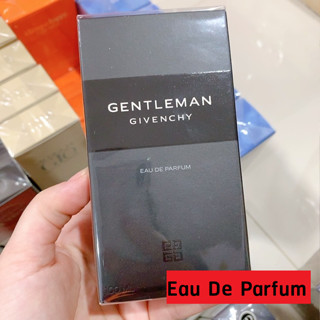 GENTLEMAN
GIVENCHY
EAU DE PARFUM
Eau De Parfum